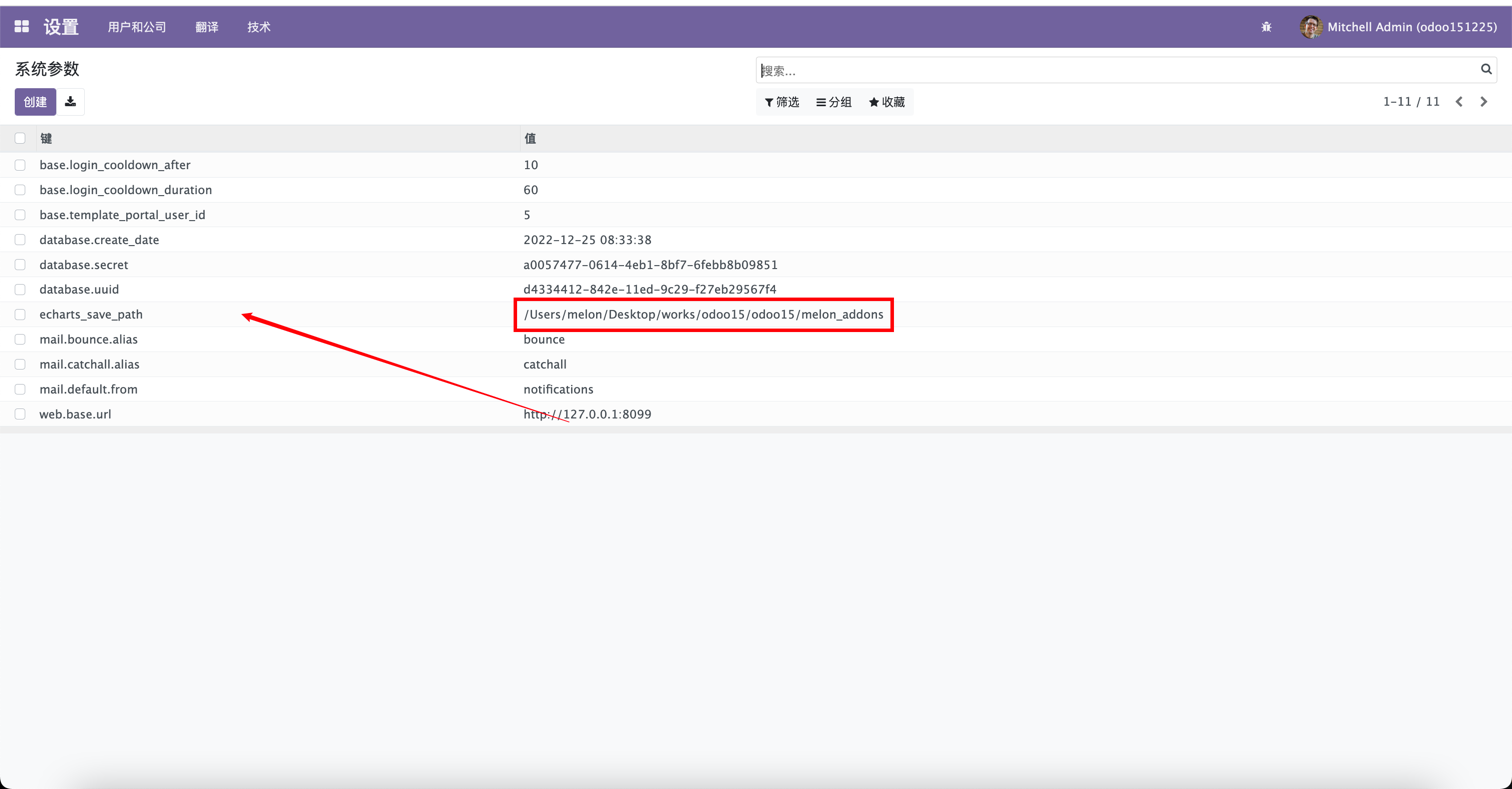 设置 用户和公司 翻译 技术 Mitchell Admin (odoo151225)
系统参数 搜索...
创建 筛选 分组 收藏 1-11 / 11
键 值
base.login_cooldown_after 10
base.login_cooldown_duration 60
base.template_portal_user_id 5
database.create_date 2022-12-25 08:33:38
database.secret a0057477-0614-4eb1-8bf7-6febb8b09851
database.uuid d4334412-842e-11ed-9c29-f27eb29567f4
echarts_save_path /Users/melon/Desktop/works/odoo15/odoo15/melon_addons
mail.bounce.alias bounce
mail.catchall.alias catchall
mail.default.from notifications
web.base.url http://127.0.0.1:8099